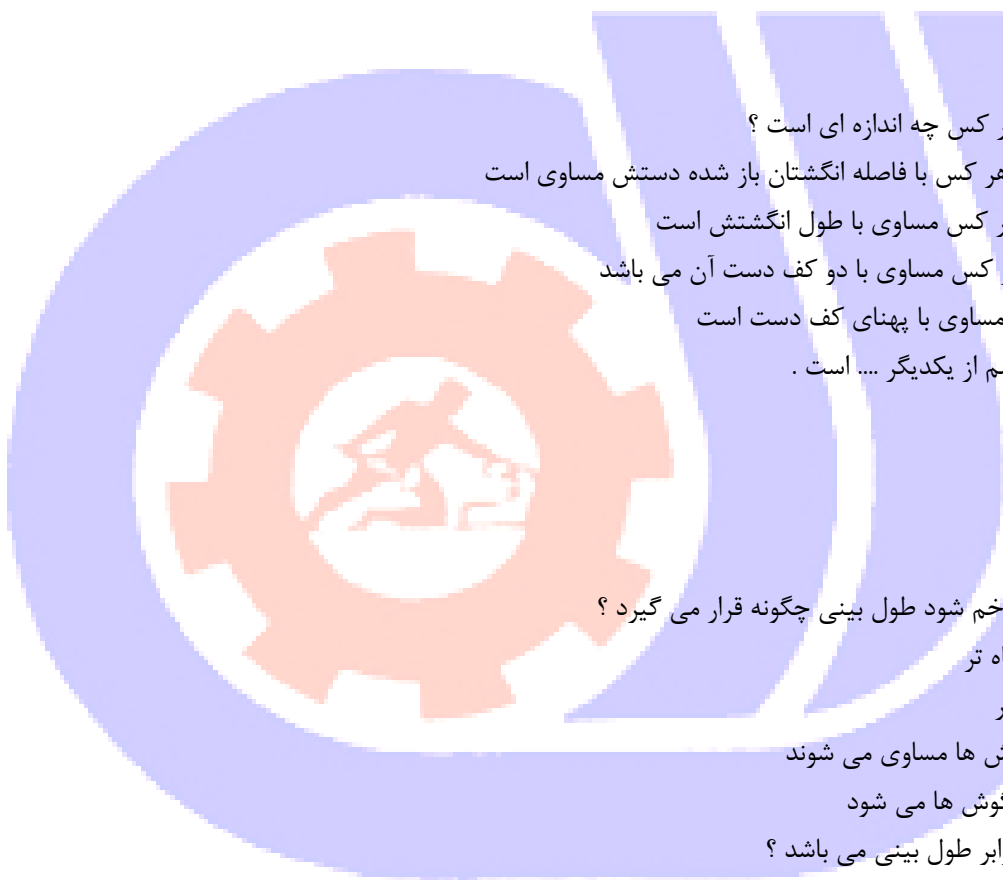 کس چه اندازه ای است ؟
هر کس با فاصله انگشتان باز شده دستش مساوی است
کس مساوی با طول انگشتش است
کس مساوی با دو کف دست آن می باشد
مساوی با پهنای کف دست است
از یکدیگر .... است .
خم شود طول بینی چگونه قرار می گیرد ؟
تر
ها مساوی می شوند
گوش ها می شود
طول بینی می باشد ؟